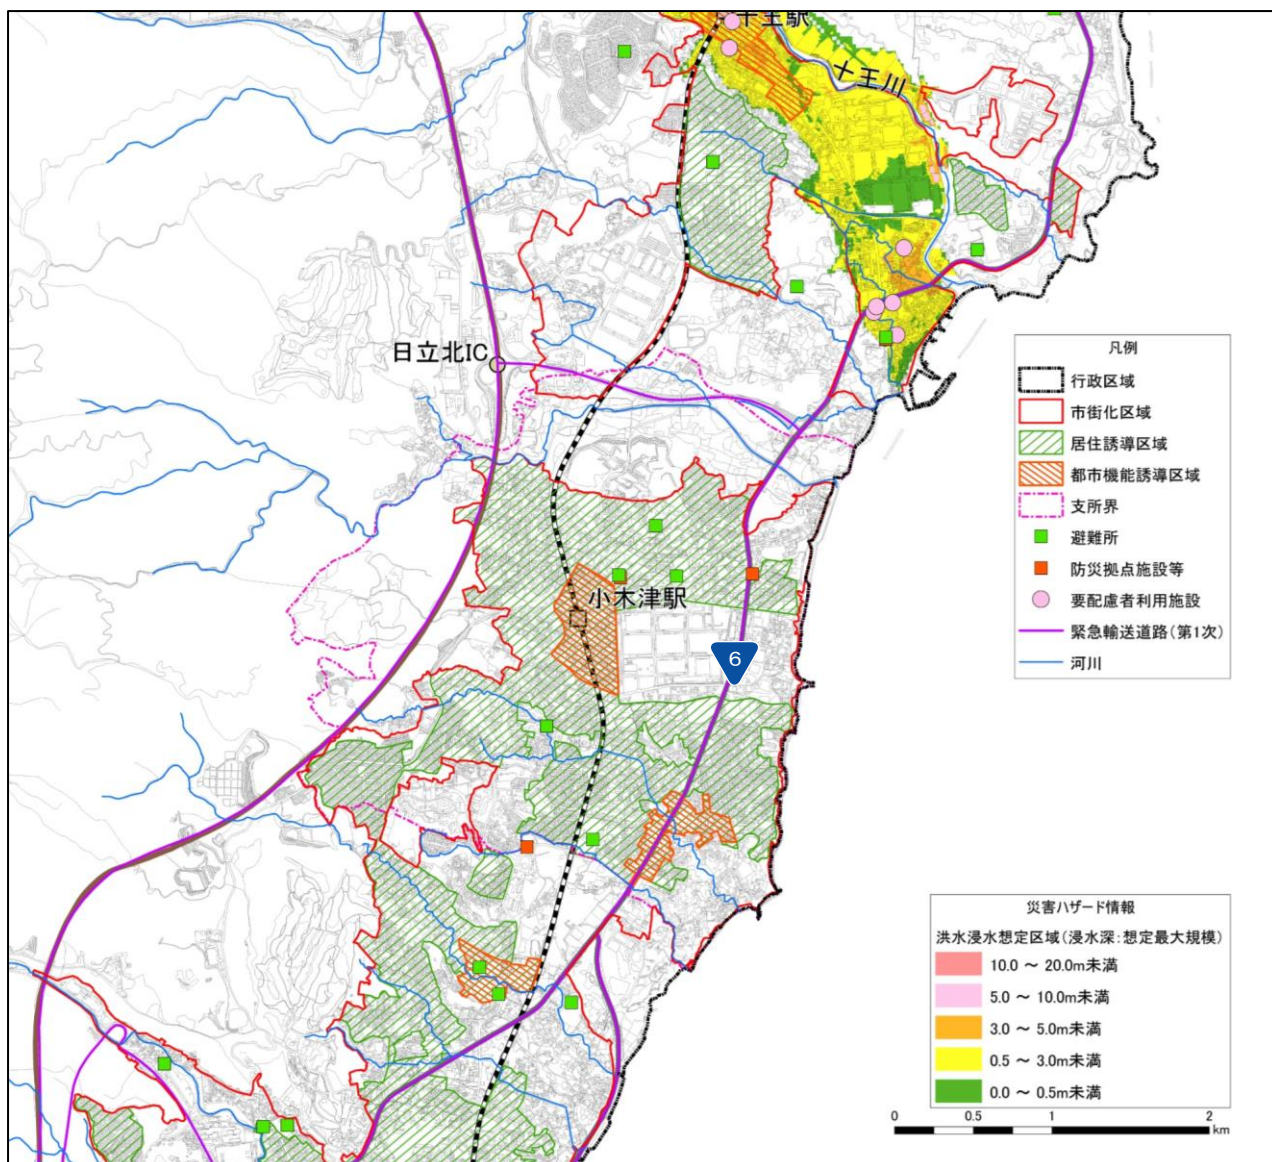 十王駅
十王川
日立北IC
凡例
行政区域
市街化区域
居住誘導区域
都市機能誘導区域
支所界
避難所
防災拠点施設等
要配慮者利用施設
緊急輸送道路(第1次)
河川
小木津駅
6
災害ハザード情報
洪水浸水想定区域(浸水深:想定最大規模)
10.0 ～ 20.0m未満
5.0 ～ 10.0m未満
3.0 ～ 5.0m未満
0.5 ～ 3.0m未満
0.0 ～ 0.5m未満
0 0.5 1 2
km